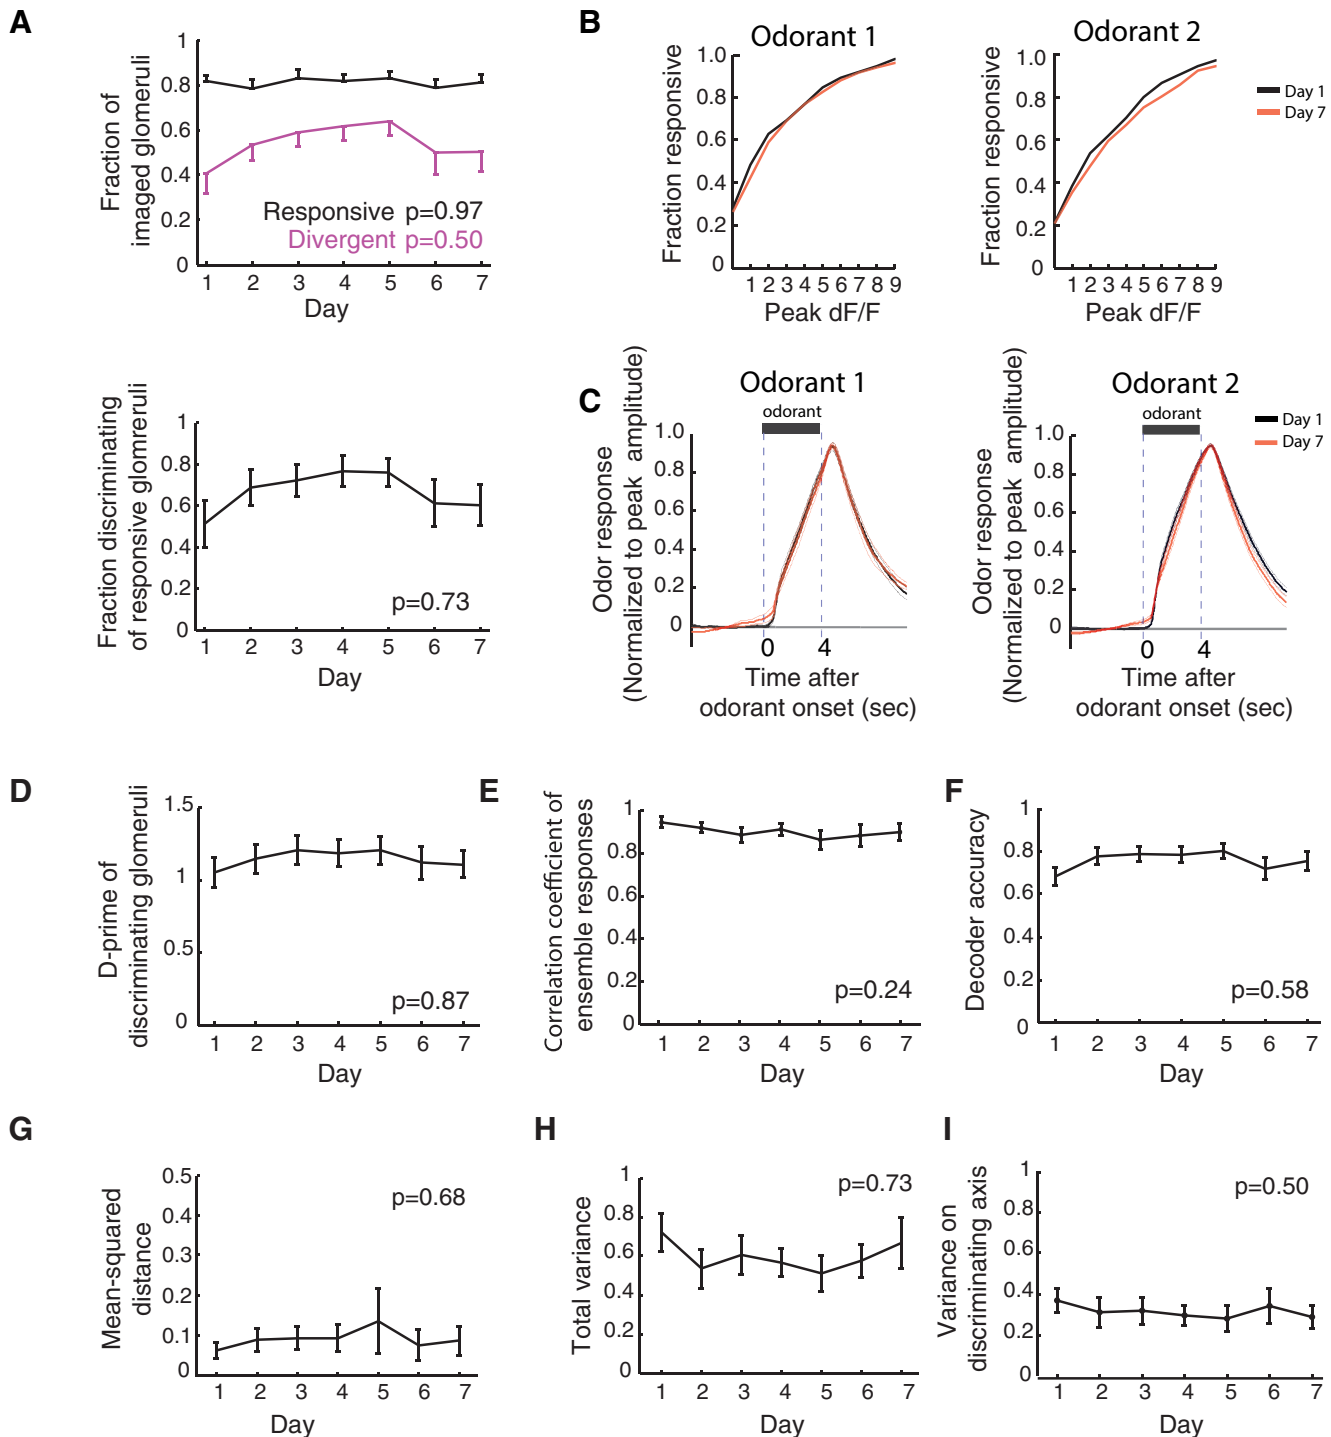 A
Fraction of
imaged glomeruli
1
0.8
0.6
0.4
0.2
0
Responsive p=0.97
Divergent p=0.50
1 2 3 4 5 6 7
Day
Fraction discriminating
of responsive glomreruli
1
0.8
0.6
0.4
0.2
0
p=0.73
1 2 3 4 5 6 7
Day
B
Odorant 1
Fraction responsive
1.0
0.8
0.6
0.4
0.2
0
1 2 3 4 5 6 7 8 9
Peak dF/F
Odorant 2
Fraction responsive
1.0
0.8
0.6
0.4
0.2
0
1 2 3 4 5 6 7 8 9
Peak dF/F
Day 1
Day 7
C
Odorant 1
odorant
Odor response
(Normalized to peak amplitude)
1.0
0.8
0.6
0.4
0.2
0
0 4
Time after
odorant onset (sec)
Odorant 2
odorant
Odor response
(Normalized to peak amplitude)
1.0
0.8
0.6
0.4
0.2
0
0 4
Time after
odorant onset (sec)
Day 1
Day 7
D
D-prime of
discriminating glomeruli
1.5
1
0.5
0
p=0.87
1 2 3 4 5 6 7
Day
E
Correlation coefficient of
ensemble responses
1
0.8
0.6
0.4
0.2
0
p=0.24
1 2 3 4 5 6 7
Day
F
Decoder accuracy
1
0.8
0.6
0.4
0.2
0
p=0.58
1 2 3 4 5 6 7
Day
G
Mean-squared
distance
0.5
0.4
0.3
0.2
0.1
0
p=0.68
1 2 3 4 5 6 7
Day
H
Total variance
1
0.8
0.6
0.4
0.2
0
p=0.73
1 2 3 4 5 6 7
Day
I
Variance on
discriminating axis
1
0.8
0.6
0.4
0.2
0
p=0.50
1 2 3 4 5 6 7
Day